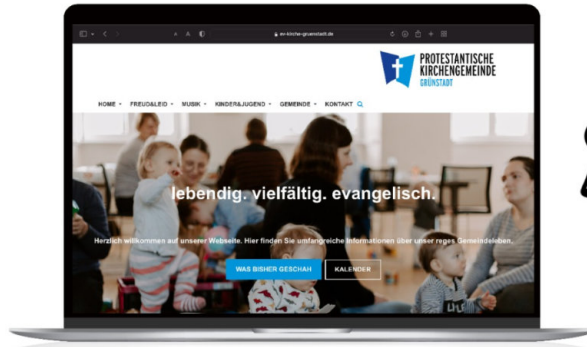 ev-kirche-gruenstadt.de
PROTESTANTISCHE
KIRCHENGEMEINDE
GRÜNSTADT
HOME FREUD&LEID MUSIK KINDER&JUGEND GEMEINDE KONTAKT
lebendig. vielfältig. evangelisch.
Herzlich willkommen auf unserer Webseite. Hier finden Sie umfangreiche Informationen über unser reges Gemeindeleben.
WAS BISHER GESCHAH KALENDER